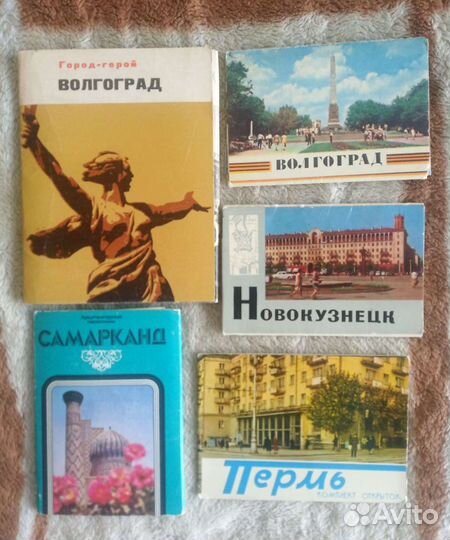 Город-герой
ВОЛГОГРАД
ВОЛГОГРАД
НОВОКУЗНЕЦК
САМАРКАНД
Пермь
КОМПЛЕКТ ОТКРЫТОК
Avito